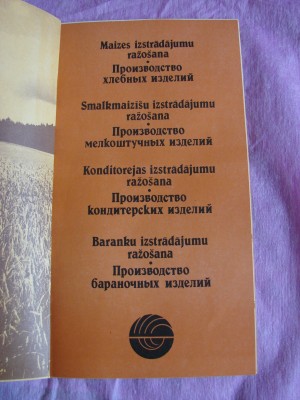 Maizes izstrādājumu
ražošana
•
Производство
хлебных изделий
Smalkmaizīšu izstrādājumu
ražošana
•
Производство
мелкоштучных изделий
Konditorejas izstrādājumu
ražošana
•
Производство
кондитерских изделий
Baranku izstrādājumu
ražošana
•
Производство
бараночных изделий